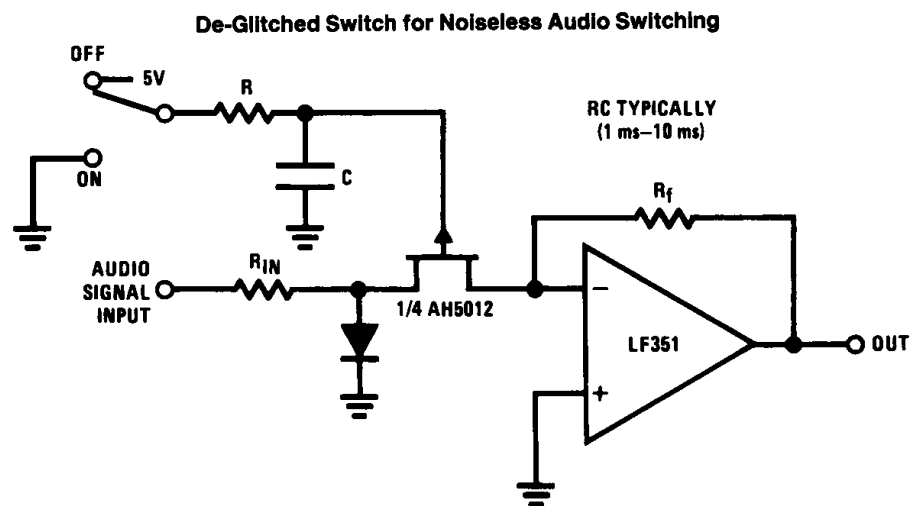 De-Glitched Switch for Noiseless Audio Switching
OFF
5V
R
RC TYPICALLY
(1 ms–10 ms)
ON
C
Rf
AUDIO
SIGNAL
INPUT
RIN
1/4 AH5012
−
LF351
OUT
+